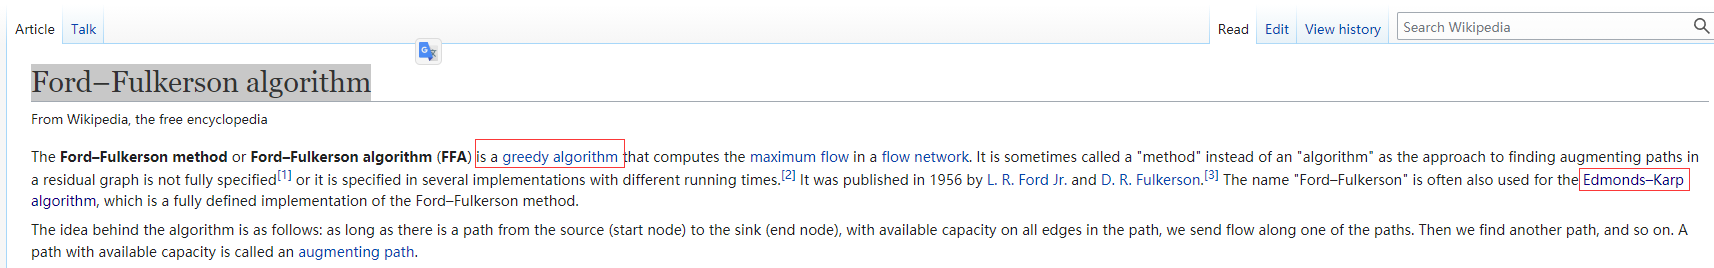 Article Talk Read Edit View history Search Wikipedia
Ford–Fulkerson algorithm
From Wikipedia, the free encyclopedia
The Ford–Fulkerson method or Ford–Fulkerson algorithm (FFA) is a greedy algorithm that computes the maximum flow in a flow network. It is sometimes called a "method" instead of an "algorithm" as the approach to finding augmenting paths in
a residual graph is not fully specified[1] or it is specified in several implementations with different running times.[2] It was published in 1956 by L. R. Ford Jr. and D. R. Fulkerson.[3] The name "Ford–Fulkerson" is often also used for the Edmonds–Karp
algorithm, which is a fully defined implementation of the Ford–Fulkerson method.
The idea behind the algorithm is as follows: as long as there is a path from the source (start node) to the sink (end node), with available capacity on all edges in the path, we send flow along one of the paths. Then we find another path, and so on. A
path with available capacity is called an augmenting path.